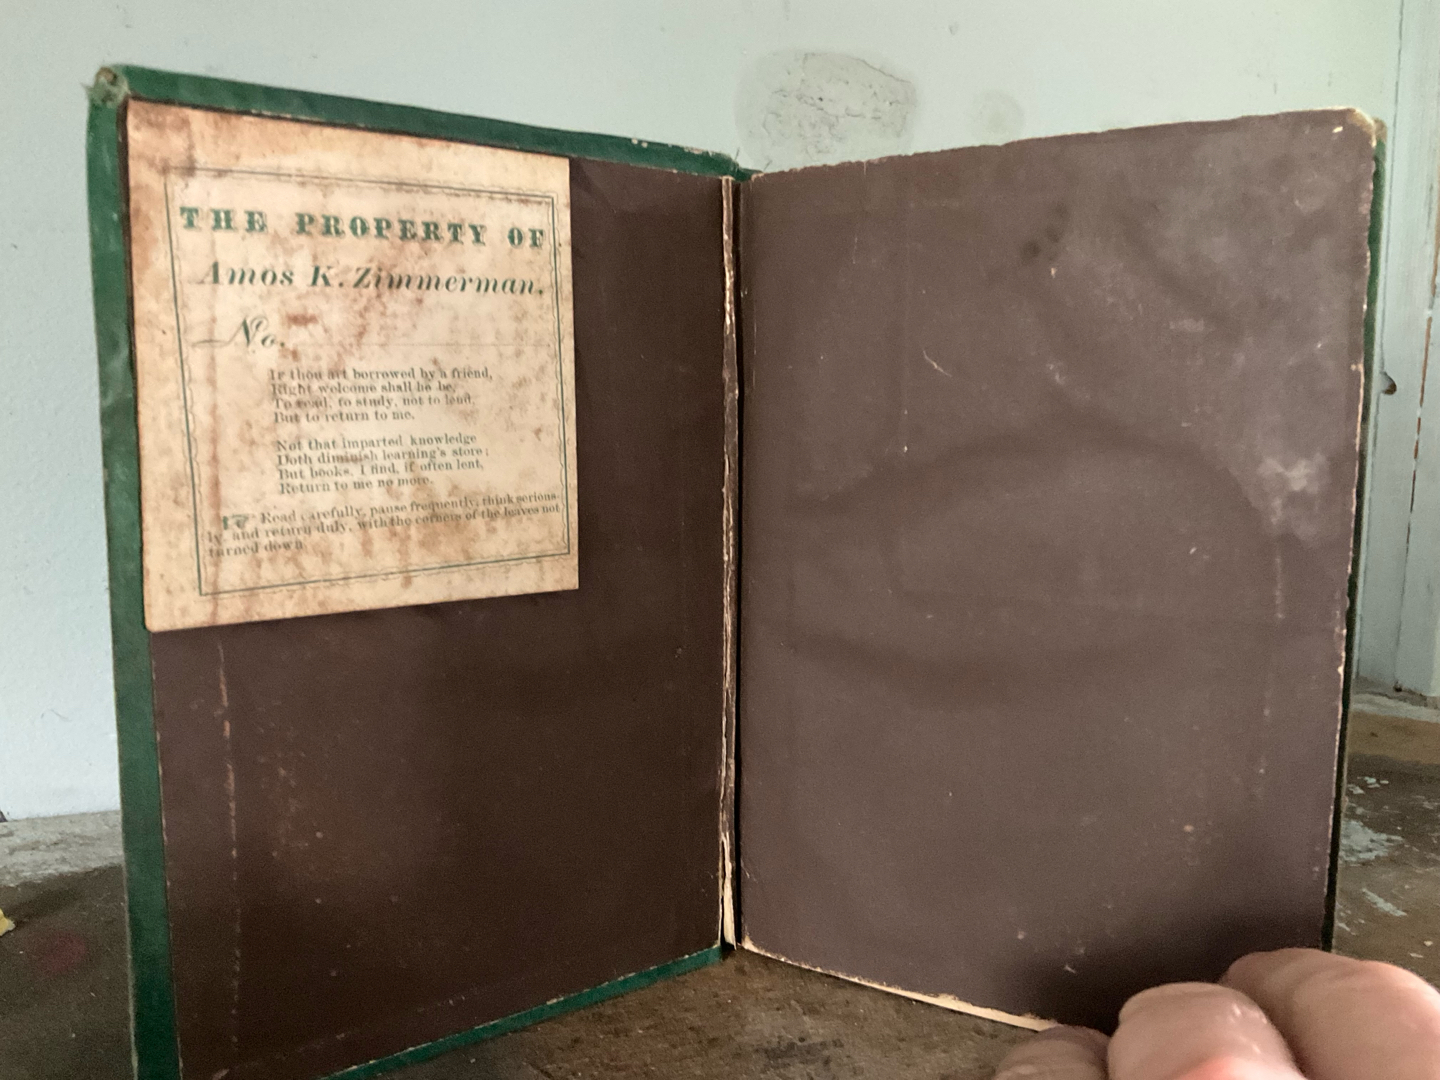 THE PROPERTY OF
Amos K. Zimmerman.
No.
If thou art borrowed by a friend,
Right welcome shall he be,
To read, to study, not to lend,
But to return to me.
Not that imparted knowledge
Doth diminish learning's store;
But books, I find, if often lent,
Return to me no more.
☞ Read carefully, pause frequently, think serious-
ly, and return duly, with the corners of the leaves not
turned down